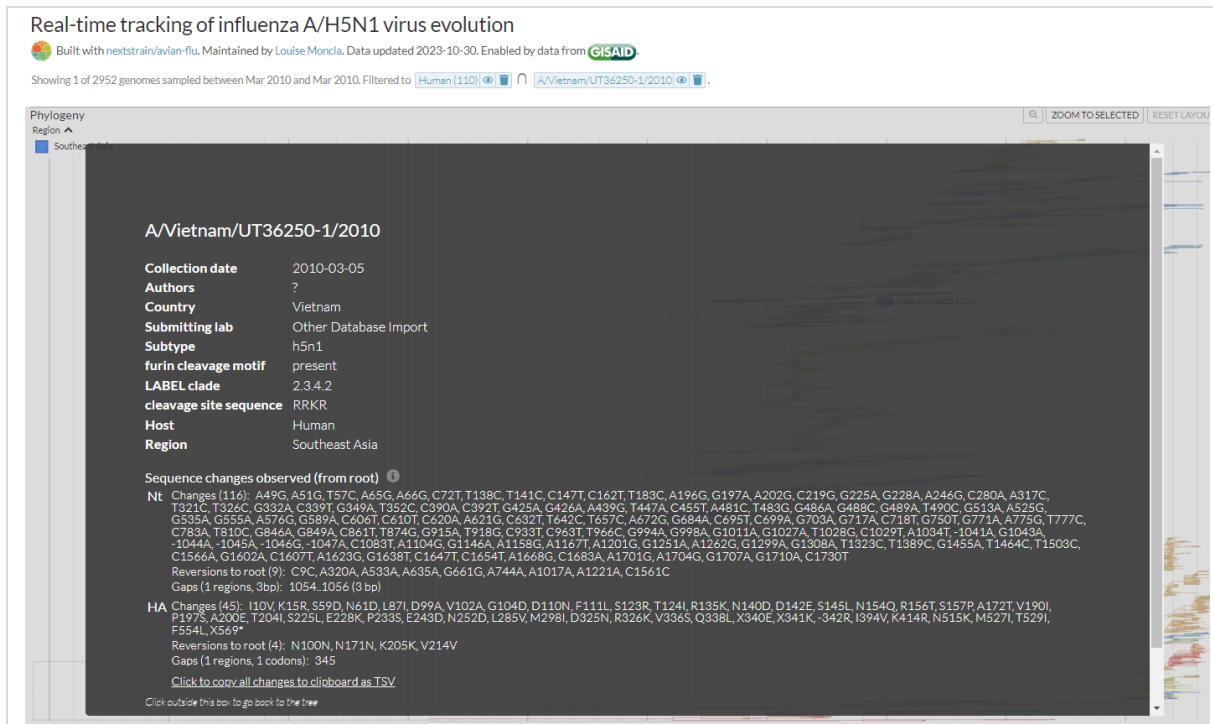 Real-time tracking of influenza A/H5N1 virus evolution
Built with nextstrain/avian-flu. Maintained by Louise Moncla. Data updated 2023-10-30. Enabled by data from GISAID.
Showing 1 of 2952 genomes sampled between Mar 2010 and Mar 2010. Filtered to Human (110) ∩ A/Vietnam/UT36250-1/2010 .
Phylogeny
ZOOM TO SELECTED RESET LAYOU
Region
Southeast Asia
A/Vietnam/UT36250-1/2010
A/Vietnam/UT36250-1/2010
Collection date 2010-03-05
Authors ?
Country Vietnam
Submitting lab Other Database Import
Subtype h5n1
furin cleavage motif present
LABEL clade 2.3.4.2
cleavage site sequence RRKR
Host Human
Region Southeast Asia
Sequence changes observed (from root)
Nt Changes (116): A49G, A51G, T57C, A65G, A66G, C72T, T138C, T141C, C147T, C162T, T183C, A196G, G197A, A202G, C219G, G225A, G228A, A246G, C280A, A317C,
T321C, T326C, G332A, C339T, G349A, T352C, C390A, C392T, G425A, G426A, A439G, T447A, C455T, A481C, T483G, G486A, G488C, G489A, T490C, G513A, A525G,
G535A, G555A, A576G, G589A, C606T, C610T, C620A, A621G, C632T, T642C, T657C, A672G, G684A, C695T, C699A, G703A, G717A, C718T, G750T, G771A, A775G, T777C,
C783A, T810C, G846A, G849A, C861T, T874G, G915A, T918G, C933T, C963T, T966C, G994A, G998A, G1011A, G1027A, T1028G, C1029T, A1034T, -1041A, G1043A,
-1044A, -1045A, -1046G, -1047A, C1083T, A1104G, G1146A, A1158G, A1167T, A1201G, G1251A, A1262G, G1299A, G1308A, T1323C, T1389C, G1455A, T1464C, T1503C,
C1566A, G1602A, C1607T, A1623G, G1638T, C1647T, C1654T, A1668G, C1683A, A1701G, A1704G, G1707A, G1710A, C1730T
Reversions to root (9): C9C, A320A, A533A, A635A, G661G, A744A, A1017A, A1221A, C1561C
Gaps (1 regions, 3bp): 1054..1056 (3 bp)
HA Changes (45): I10V, K15R, S59D, N61D, L87I, D99A, V102A, G104D, D110N, F111L, S123R, T124I, R135K, N140D, D142E, S145L, N154Q, R156T, S157P, A172T, V190I,
P197S, A200E, T204I, S225L, E228K, P233S, E243D, N252D, L285V, M298I, D325N, R326K, V336S, Q338L, X340E, X341K, -342R, I394V, K414R, N515K, M527I, T529I,
F554L, X569*
Reversions to root (4): N100N, N171N, K205K, V214V
Gaps (1 regions, 1 codons): 345
Click to copy all changes to clipboard as TSV
Click outside this box to go back to the tree